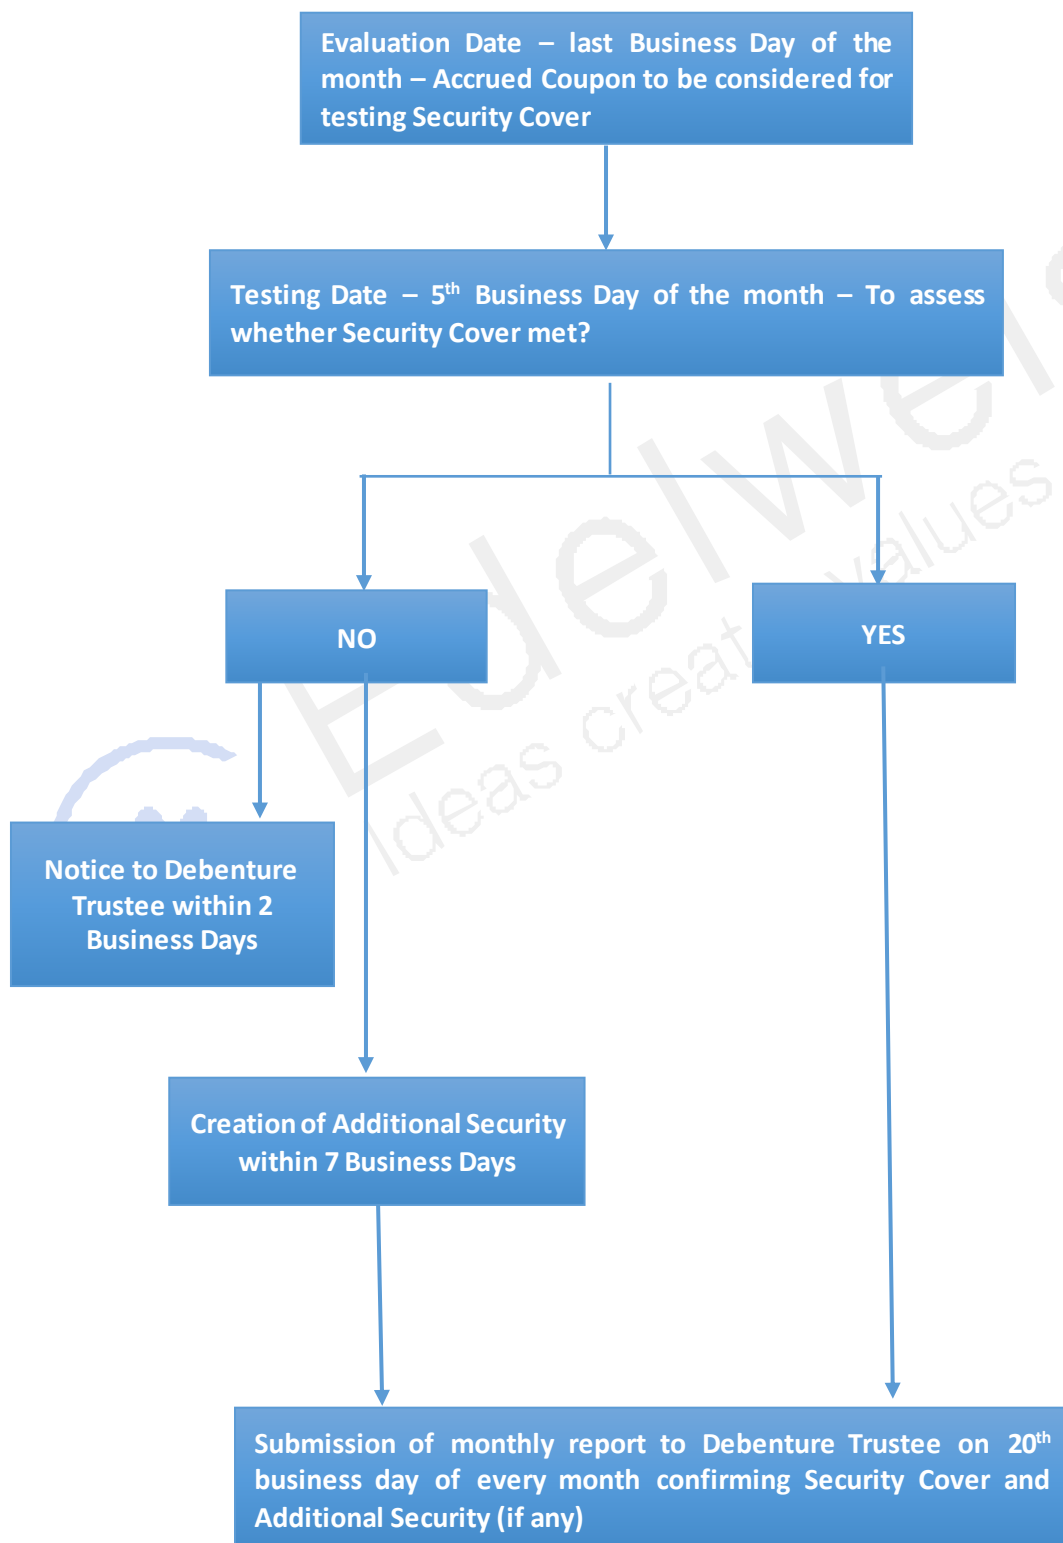 Evaluation Date – last Business Day of the
month – Accrued Coupon to be considered for
testing Security Cover
Testing Date – 5th Business Day of the month – To assess
whether Security Cover met?
NO
YES
Notice to Debenture
Trustee within 2
Business Days
Creation of Additional Security
within 7 Business Days
Submission of monthly report to Debenture Trustee on 20th
business day of every month confirming Security Cover and
Additional Security (if any)
Edelweis
Ideas creat values